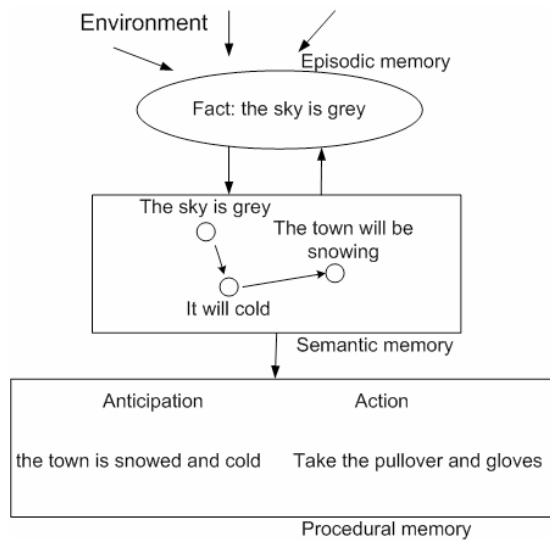 Environment
Episodic memory
Fact: the sky is grey
The sky is grey
The town will be
snowing
It will cold
Semantic memory
Anticipation
Action
the town is snowed and cold
Take the pullover and gloves
Procedural memory